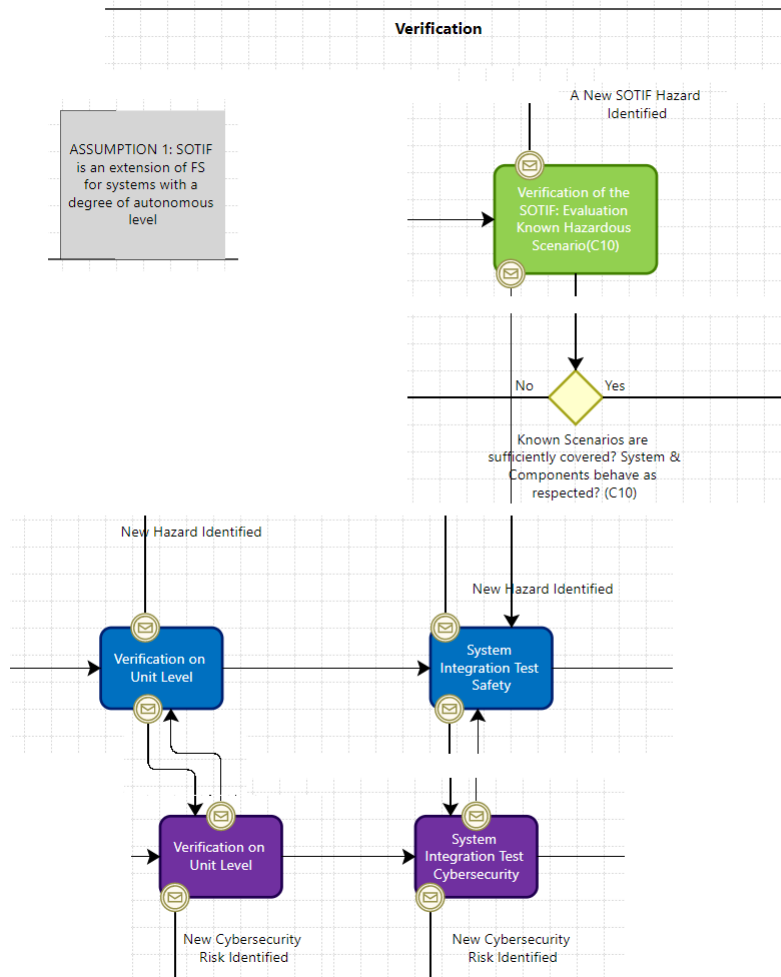 Verification
A New SOTIF Hazard
Identified
ASSUMPTION 1: SOTIF
is an extension of FS
for systems with a
degree of autonomous
level
Verification of the
SOTIF: Evaluation
Known Hazardous
Scenario(C10)
No
Yes
Known Scenarios are
sufficiently covered? System &
Components behave as
respected? (C10)
New Hazard Identified
New Hazard Identified
Verification on
Unit Level
System
Integration Test
Safety
Verification on
Unit Level
System
Integration Test
Cybersecurity
New Cybersecurity
Risk Identified
New Cybersecurity
Risk Identified